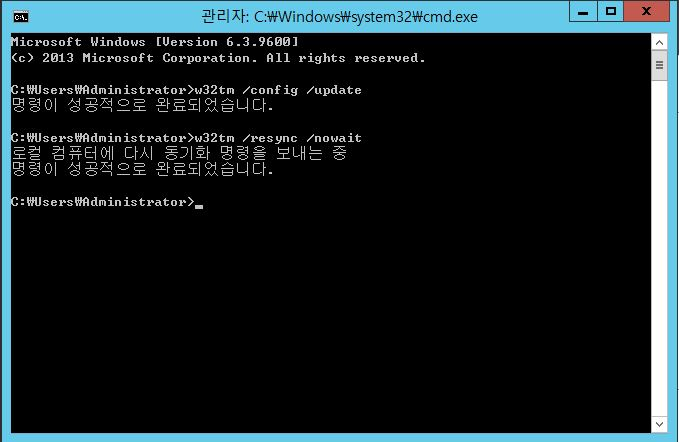 관리자: C:₩Windows₩system32₩cmd.exe
Microsoft Windows [Version 6.3.9600]
(c) 2013 Microsoft Corporation. All rights reserved.
C:₩Users₩Administrator>w32tm /config /update
명령이 성공적으로 완료되었습니다.
C:₩Users₩Administrator>w32tm /resync /nowait
로컬 컴퓨터에 다시 동기화 명령을 보내는 중
명령이 성공적으로 완료되었습니다.
C:₩Users₩Administrator>_